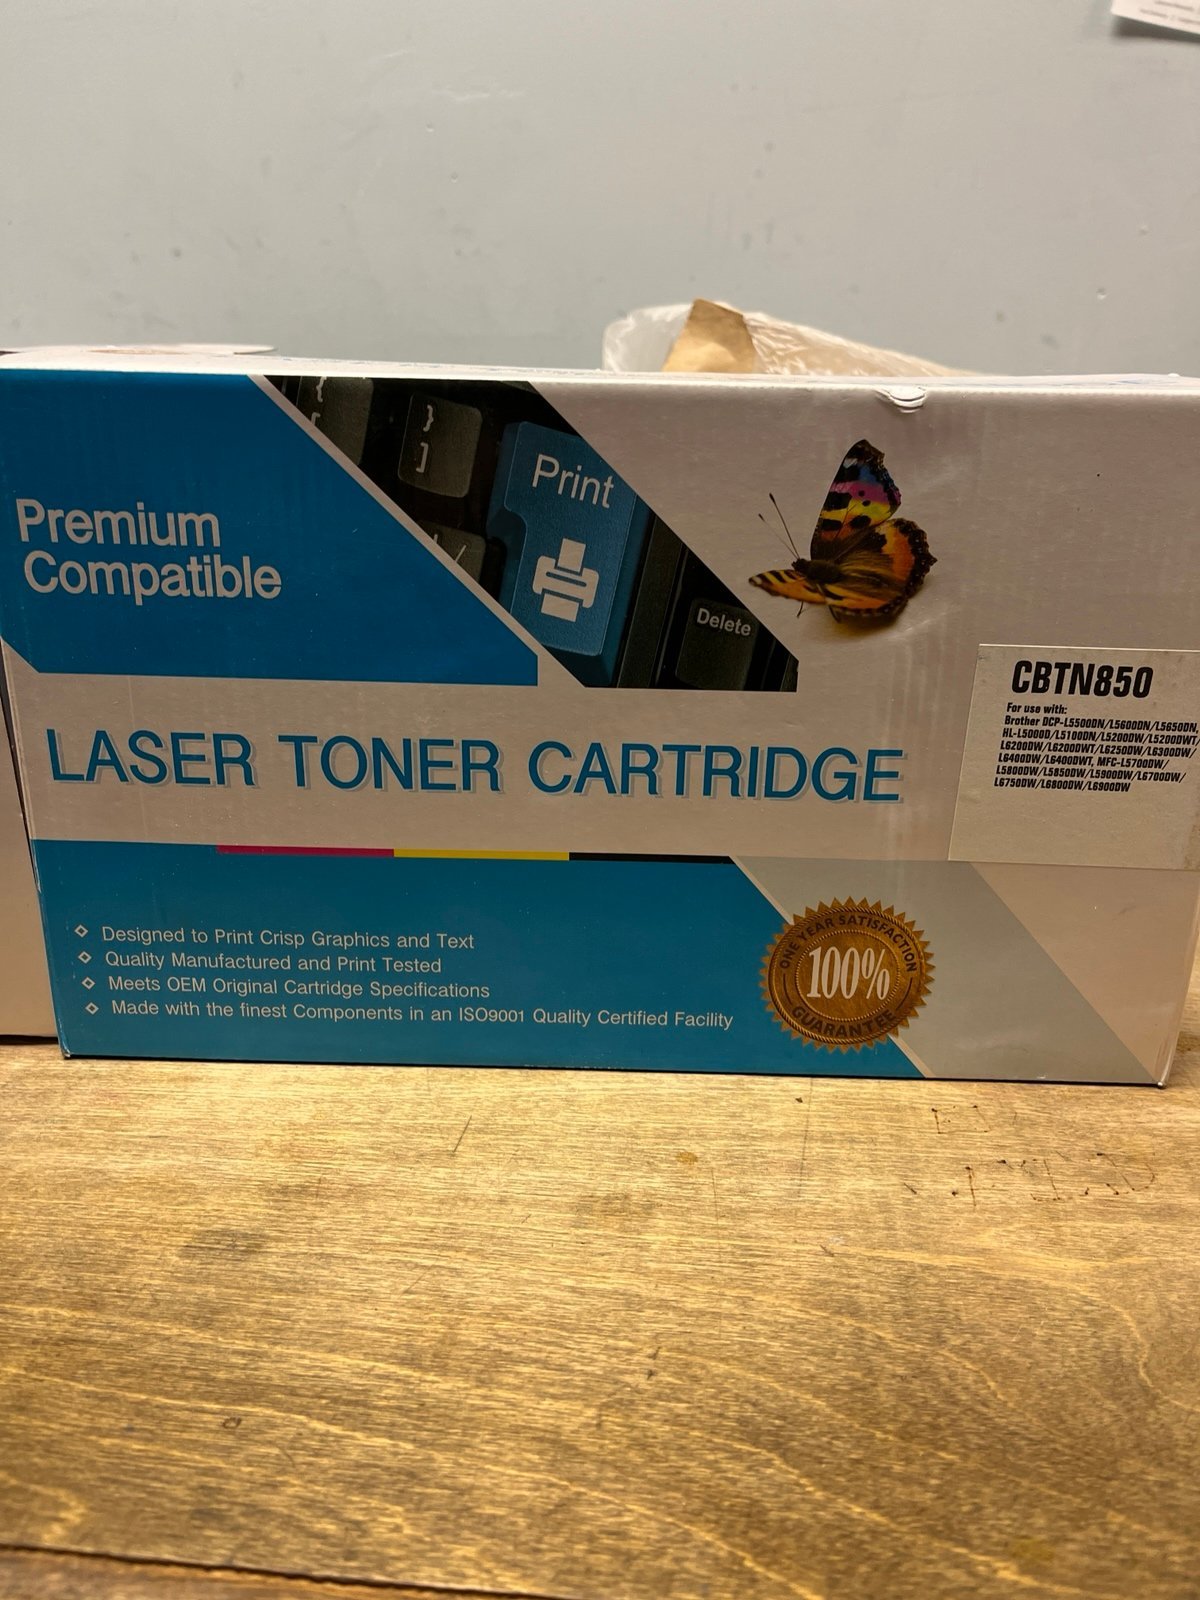 Premium
Compatible
{
[
}
]
Print
Delete
LASER TONER CARTRIDGE
CBTN850
For use with:
Brother DCP-L5500DN/L5600DN/L5650DN,
HL-L5000D/L5100DN/L5200DW/L5200DWT/
L6200DW/L6200DWT/L6250DW/L6300DW/
L6400DW/L6400DWT, MFC-L5700DW/
L5800DW/L5850DW/L5900DW/L6700DW/
L6750DW/L6800DW/L6900DW
Designed to Print Crisp Graphics and Text
Quality Manufactured and Print Tested
Meets OEM Original Cartridge Specifications
Made with the finest Components in an ISO9001 Quality Certified Facility
ONE YEAR SATISFACTION
100%
GUARANTEE